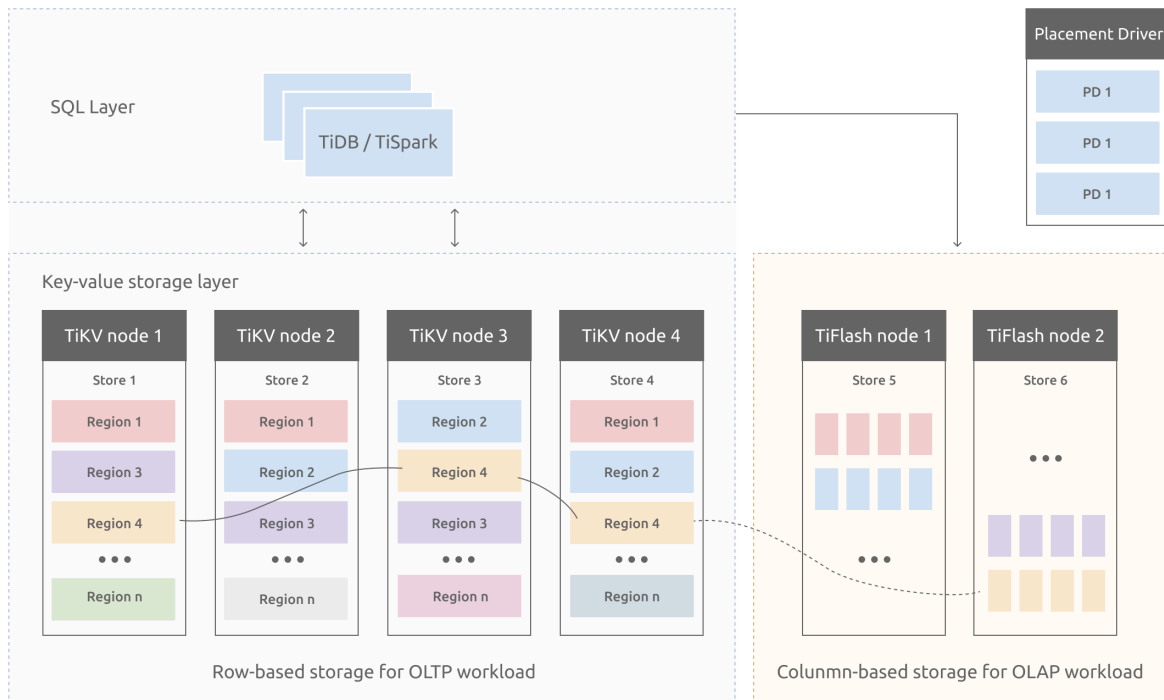 SQL Layer
TiDB / TiSpark
Placement Driver
PD 1
PD 1
PD 1
Key-value storage layer
TiKV node 1
Store 1
Region 1
Region 3
Region 4
•••
Region n
TiKV node 2
Store 2
Region 1
Region 2
Region 3
•••
Region n
TiKV node 3
Store 3
Region 2
Region 4
Region 3
•••
Region n
TiKV node 4
Store 4
Region 1
Region 2
Region 4
•••
Region n
Row-based storage for OLTP workload
TiFlash node 1
Store 5
•••
TiFlash node 2
Store 6
•••
Colunmn-based storage for OLAP workload